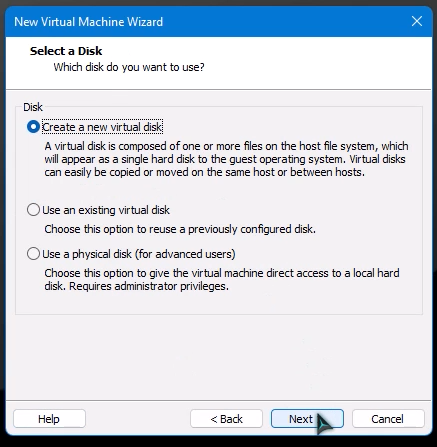 New Virtual Machine Wizard
Select a Disk
Which disk do you want to use?
Disk
Create a new virtual disk
A virtual disk is composed of one or more files on the host file system, which
will appear as a single hard disk to the guest operating system. Virtual disks
can easily be copied or moved on the same host or between hosts.
Use an existing virtual disk
Choose this option to reuse a previously configured disk.
Use a physical disk (for advanced users)
Choose this option to give the virtual machine direct access to a local hard
disk. Requires administrator privileges.
Help
< Back
Next
Cancel